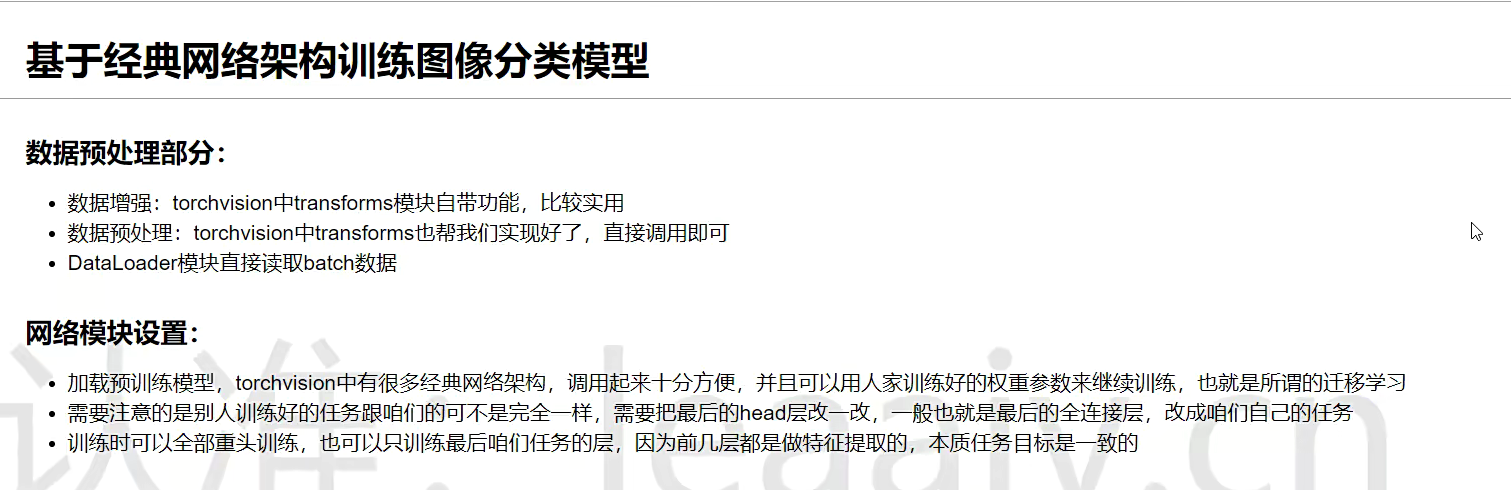 基于经典网络架构训练图像分类模型
数据预处理部分：
数据增强：torchvision中transforms模块自带功能，比较实用
数据预处理：torchvision中transforms也帮我们实现好了，直接调用即可
DataLoader模块直接读取batch数据
网络模块设置：
加载预训练模型，torchvision中有很多经典网络架构，调用起来十分方便，并且可以用人家训练好的权重参数来继续训练，也就是所谓的迁移学习
需要注意的是别人训练好的任务跟咱们的可不是完全一样，需要把最后的head层改一改，一般也就是最后的全连接层，改成咱们自己的任务
训练时可以全部重头训练，也可以只训练最后咱们任务的层，因为前几层都是做特征提取的，本质任务目标是一致的